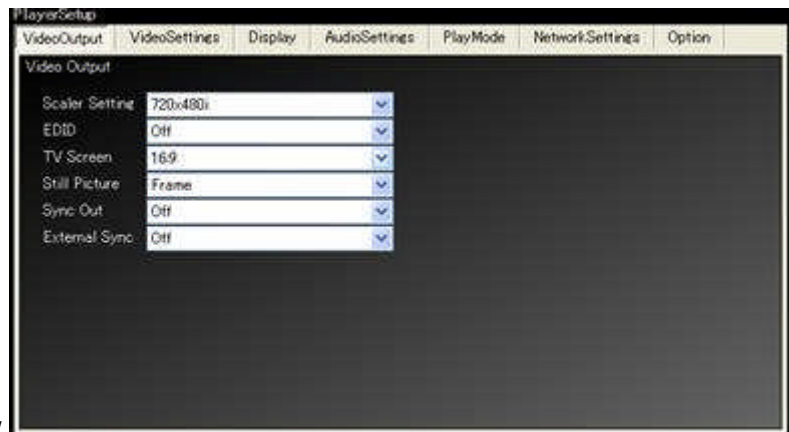 PlayerSetup
VideoOutput VideoSettings Display AudioSettings PlayMode NetworkSettings Option
Video Output
Scaler Setting 720x480i
EDID Off
TV Screen 16:9
Still Picture Frame
Sync Out Off
External Sync Off